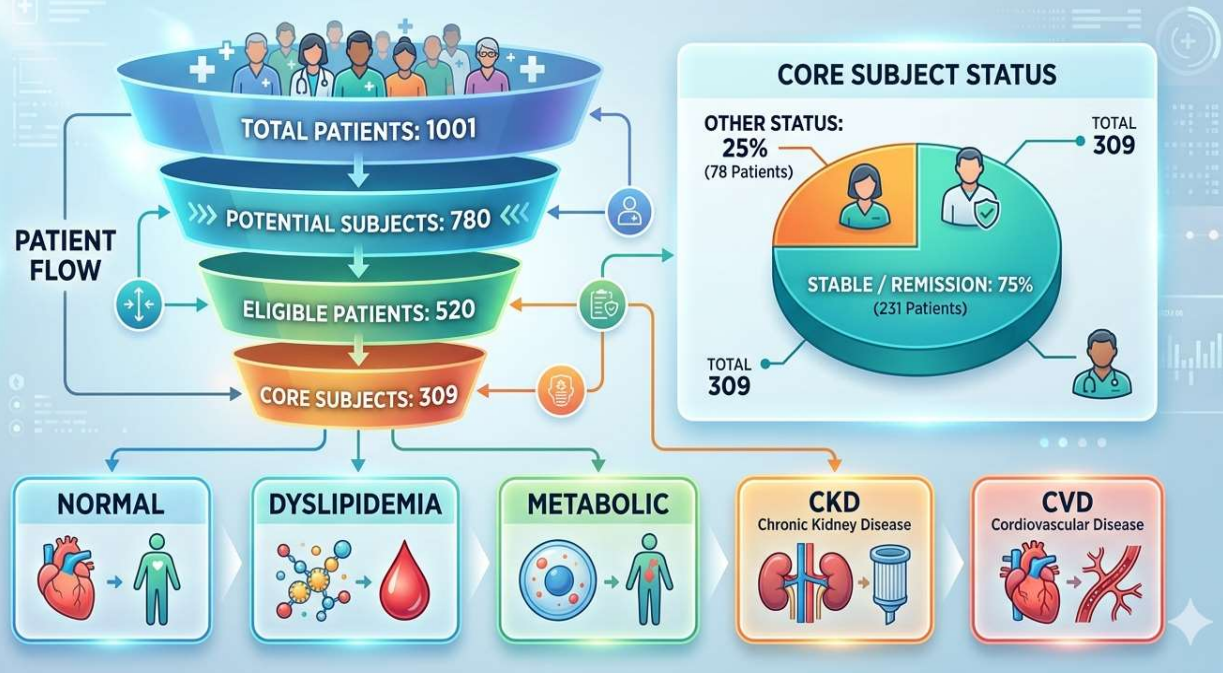 TOTAL PATIENTS: 1001
POTENTIAL SUBJECTS: 780
ELIGIBLE PATIENTS: 520
CORE SUBJECTS: 309
PATIENT
FLOW
CORE SUBJECT STATUS
OTHER STATUS:
25%
(78 Patients)
TOTAL
309
STABLE / REMISSION: 75%
(231 Patients)
TOTAL
309
NORMAL
DYSLIPIDEMIA
METABOLIC
CKD
Chronic Kidney Disease
CVD
Cordiovascular Disease